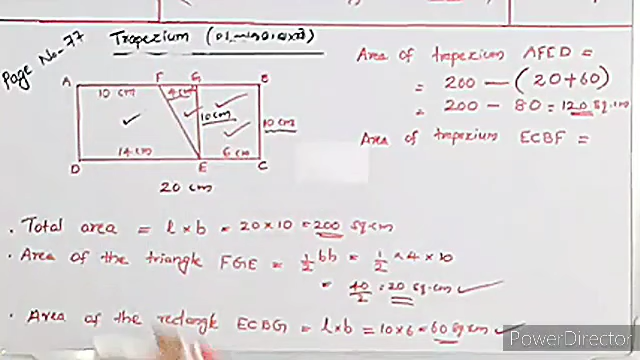 Page No-77
Trapezium
Area of trapezium AFED =
= 200 - (20+60)
= 200 - 80 = 120 sq.cm
Area of trapezium ECBF =
A F G B
10 cm 4 cm
10 cm 10 cm
14 cm 6 cm
D E C
20 cm
. Total area = l x b = 20 x 10 = 200 sq cm
. Area of the triangle FGE = 1/2 bh = 1/2 x 4 x 10
= 40/2 = 20 sq.cm
. Area of the rectangle ECBG = l x b = 10 x 6 = 60 sq cm
PowerDirector